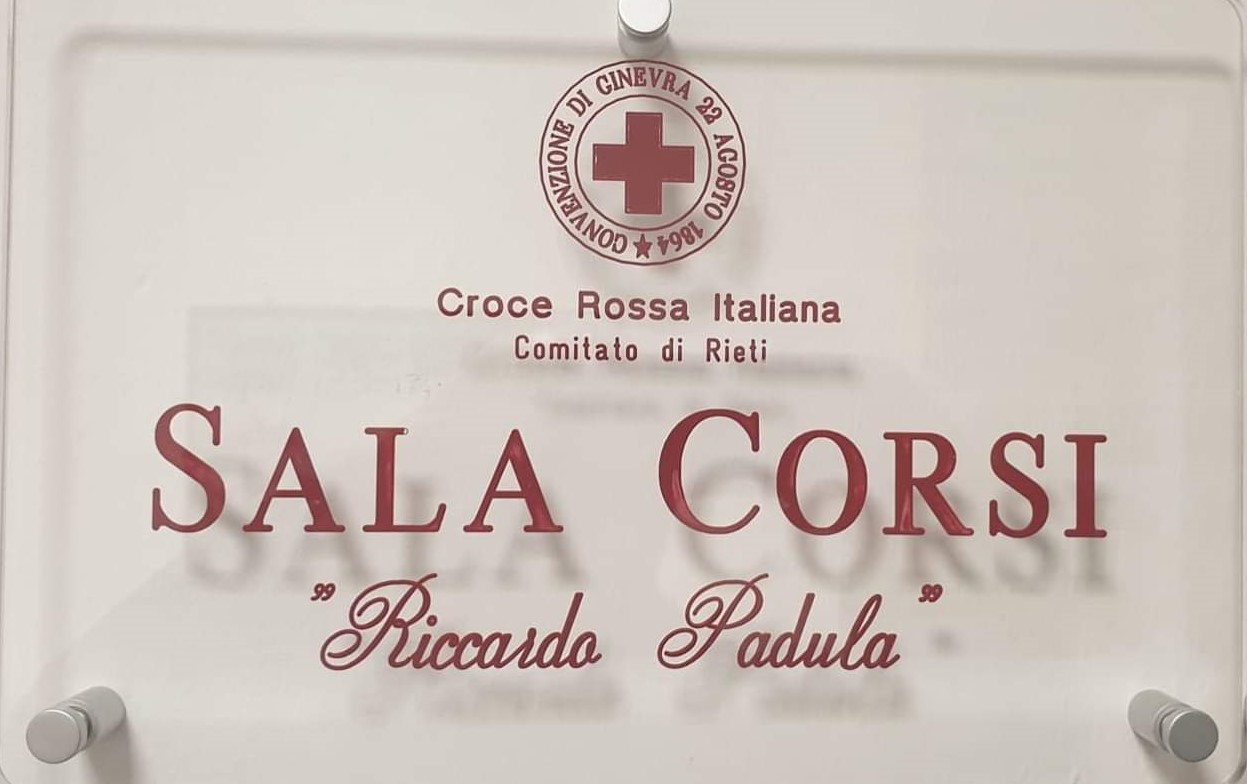 CONVENZIONE DI GINEVRA 22 AGOSTO 1864 ★
Croce Rossa Italiana
Comitato di Rieti
SALA CORSI
"Riccardo Padula"